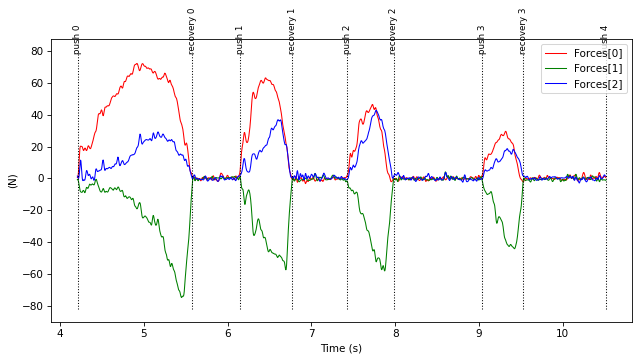 push 0
recovery 0
push 1
recovery 1
push 2
recovery 2
push 3
recovery 3
sh 4
Forces[0]
Forces[1]
Forces[2]
80
60
40
20
0
−20
−40
−60
−80
(N)
4
5
6
7
8
9
10
Time (s)